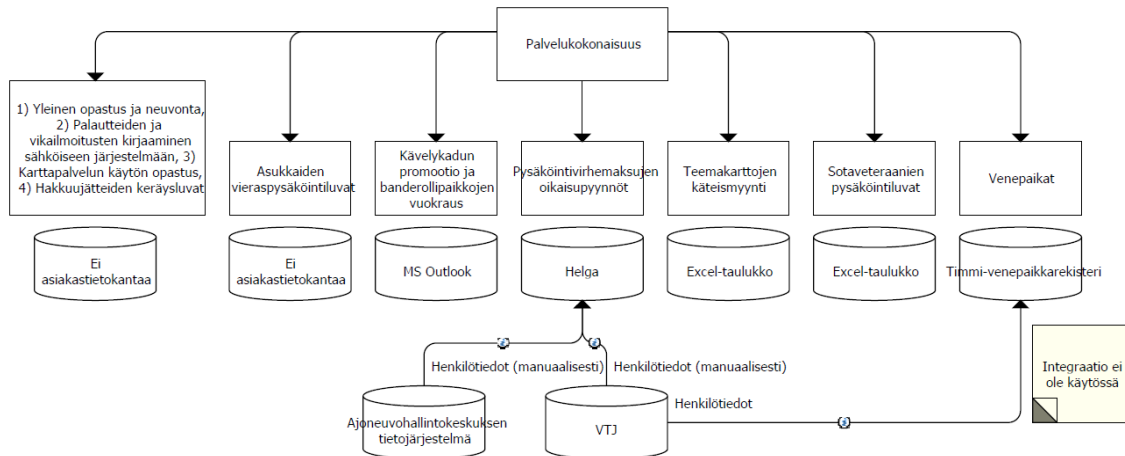 Palvelukokonaisuus
1) Yleinen opastus ja neuvonta,
2) Palautteiden ja
vikailmoitusten kirjaaminen
sähköiseen järjestelmään, 3)
Karttapalvelun käytön opastus,
4) Hakkuujätteiden keräysluvat
Asukkaiden
vieraspysäköintiluvat
Kävelykadun
promootio ja
banderollipaikkojen
vuokraus
Pysäköintivirhemaksujen
oikaisupyynnöt
Teemakarttojen
käteismyynti
Sotaveteraanien
pysäköintiluvat
Venepaikat
Ei
asiakastietokantaa
Ei
asiakastietokantaa
MS Outlook
Helga
Excel-taulukko
Excel-taulukko
Timmi-venepaikkarekisteri
Henkilötiedot (manuaalisesti)
Henkilötiedot (manuaalisesti)
Integraatio ei
ole käytössä
Ajoneuvohallintokeskuksen
tietojärjestelmä
VTJ
Henkilötiedot